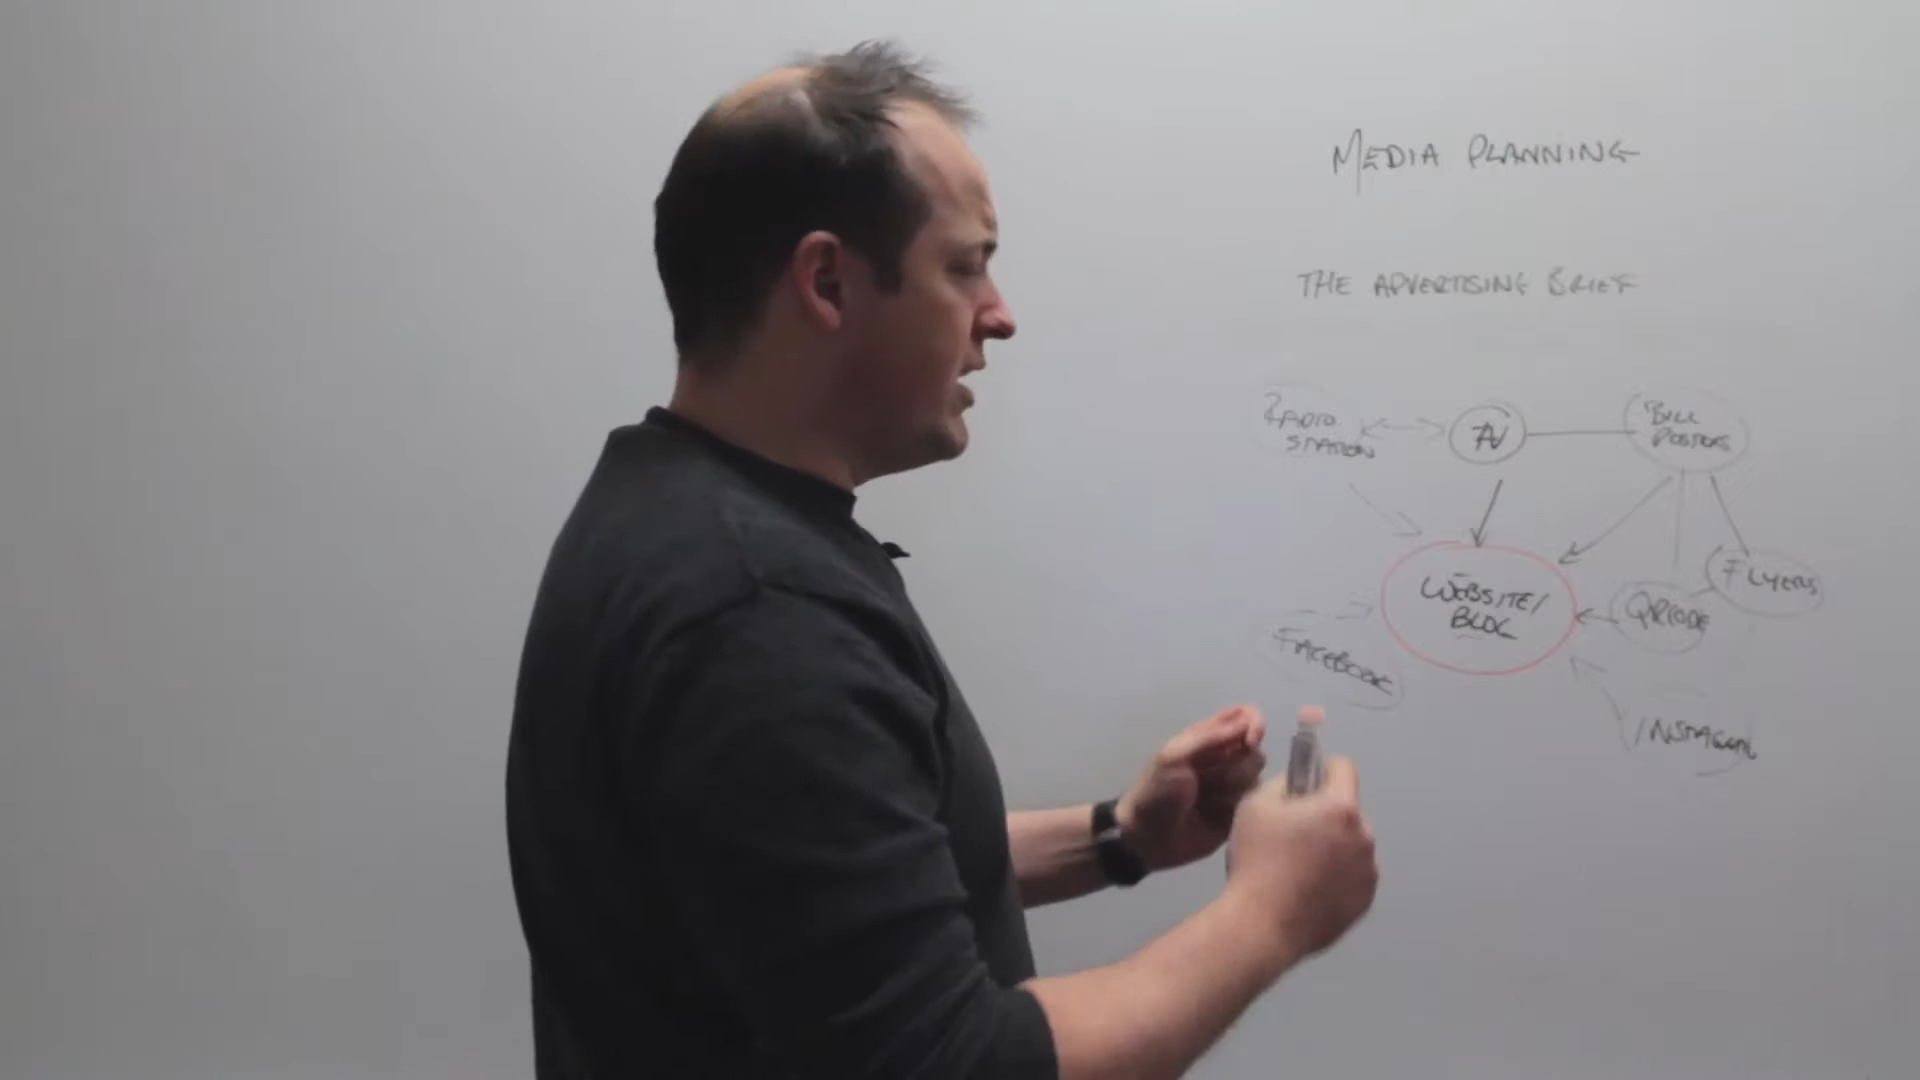 MEDIA PLANNING
THE ADVERTISING BRIEF
RADIO
STATION
TV
BILL
POSTERS
WEBSITE/
BLOG
FLYERS
QRCODE
FACEBOOK
INSTAGRAM